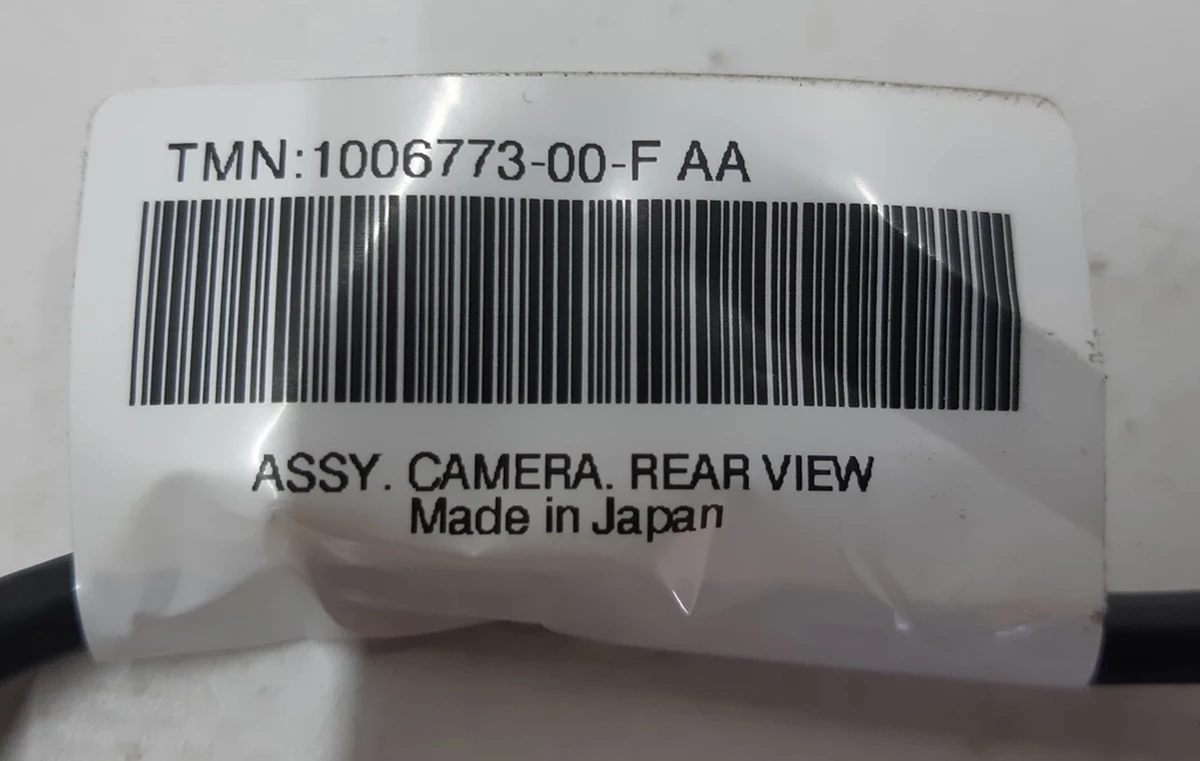 TMN:1006773-00-F AA
ASSY. CAMERA. REAR VIEW
Made in Japan